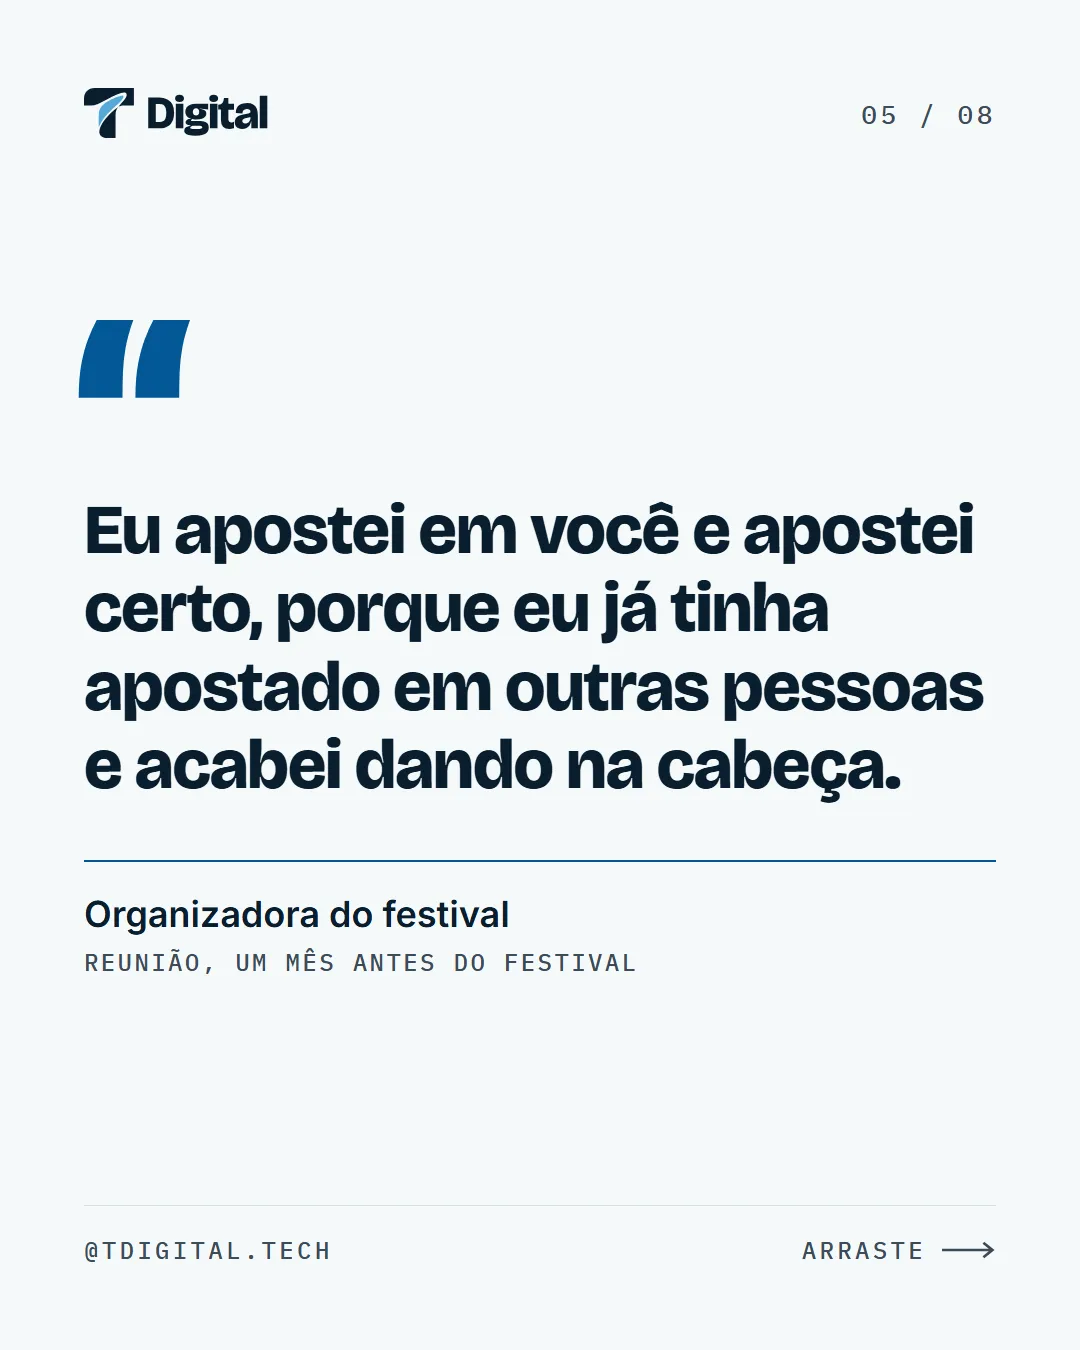 Digital
05 / 08
“
Eu apostei em você e apostei
certo, porque eu já tinha
apostado em outras pessoas
e acabei dando na cabeça.
Organizadora do festival
REUNIÃO, UM MÊS ANTES DO FESTIVAL
@TDIGITAL.TECH
ARRASTE →